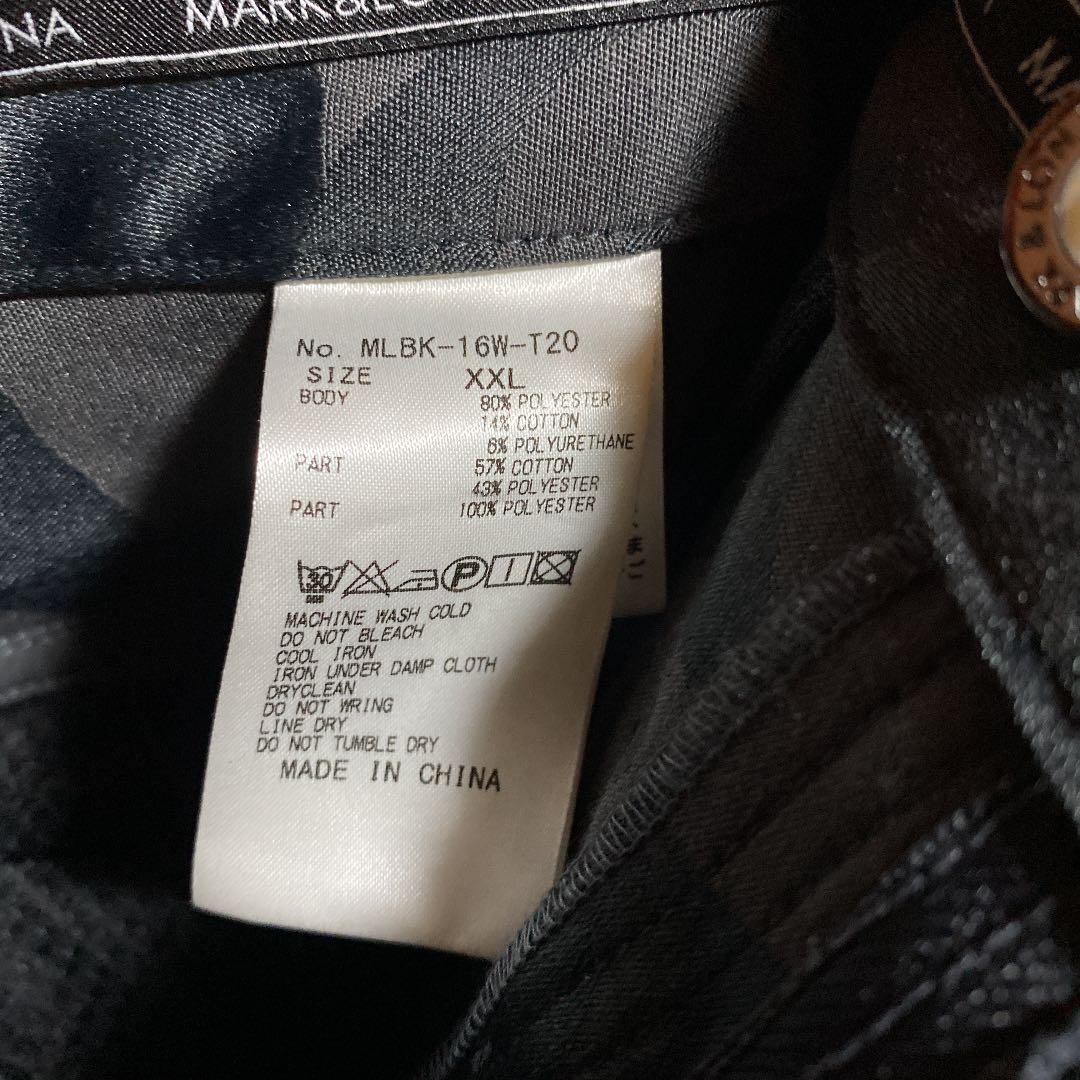 NA MARK&LO
No. MLBK-16W-T20
SIZE XXL
BODY 80% POLYESTER
14% COTTON
6% POLYURETHANE
PART 57% COTTON
43% POLYESTER
PART 100% POLYESTER
30
P
MACHINE WASH COLD
DO NOT BLEACH
COOL IRON
IRON UNDER DAMP CLOTH
DRYCLEAN
DO NOT WRING
LINE DRY
DO NOT TUMBLE DRY
MADE IN CHINA
& LON